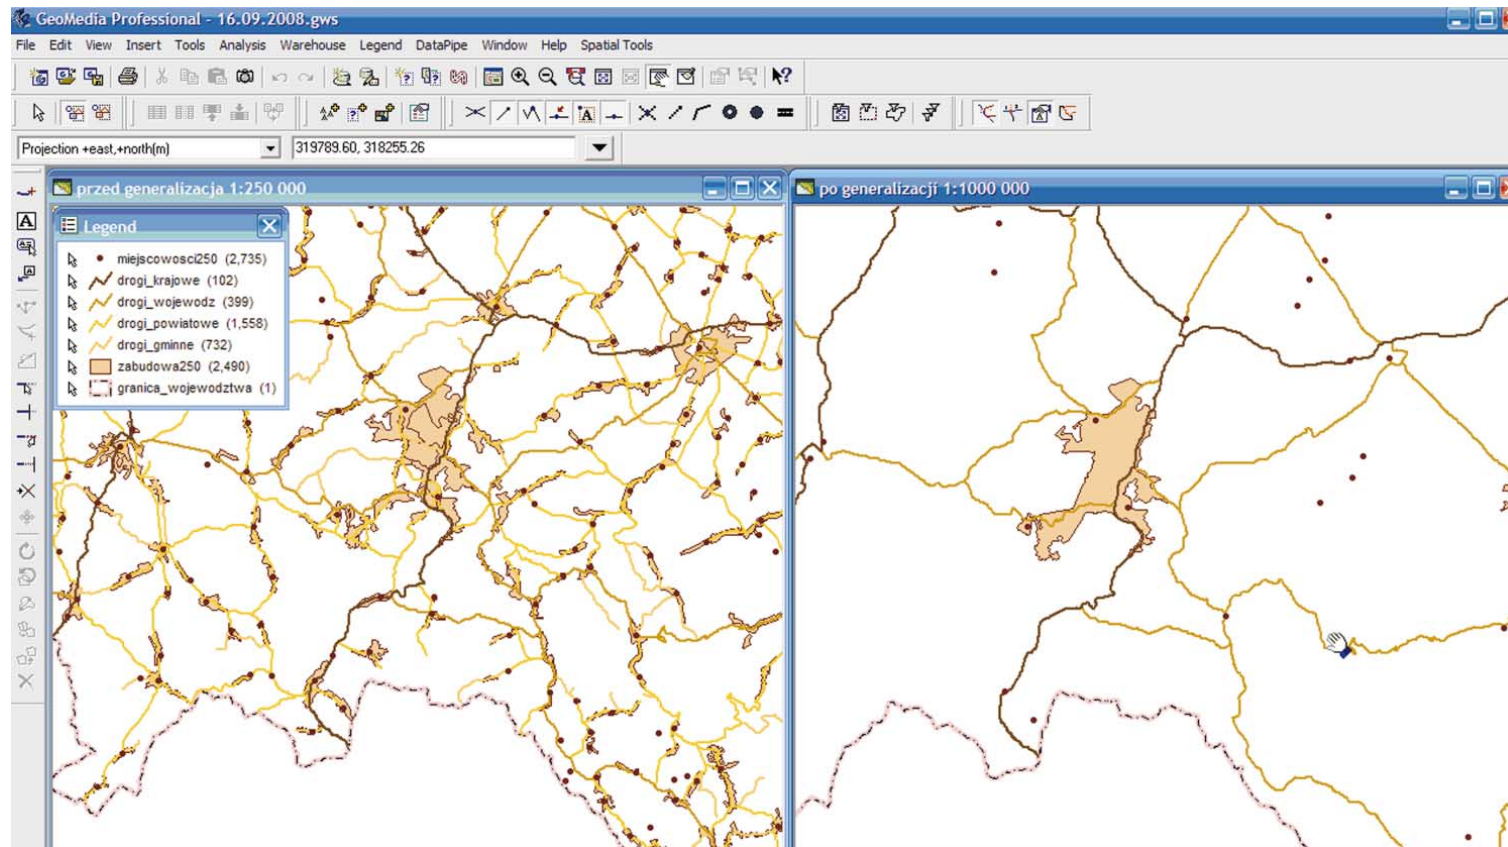 GeoMedia Professional - 16.09.2008.gws
File Edit View Insert Tools Analysis Warehouse Legend DataPipe Window Help Spatial Tools
Projection +east,+north(m) 319789.60, 318255.26
przed generalizacja 1:250 000
po generalizacji 1:1000 000
Legend
miejscowosci250 (2,735)
drogi_krajowe (102)
drogi_wojewodz (399)
drogi_powiatowe (1,558)
drogi_gminne (732)
zabudowa250 (2,490)
granica_wojewodztwa (1)